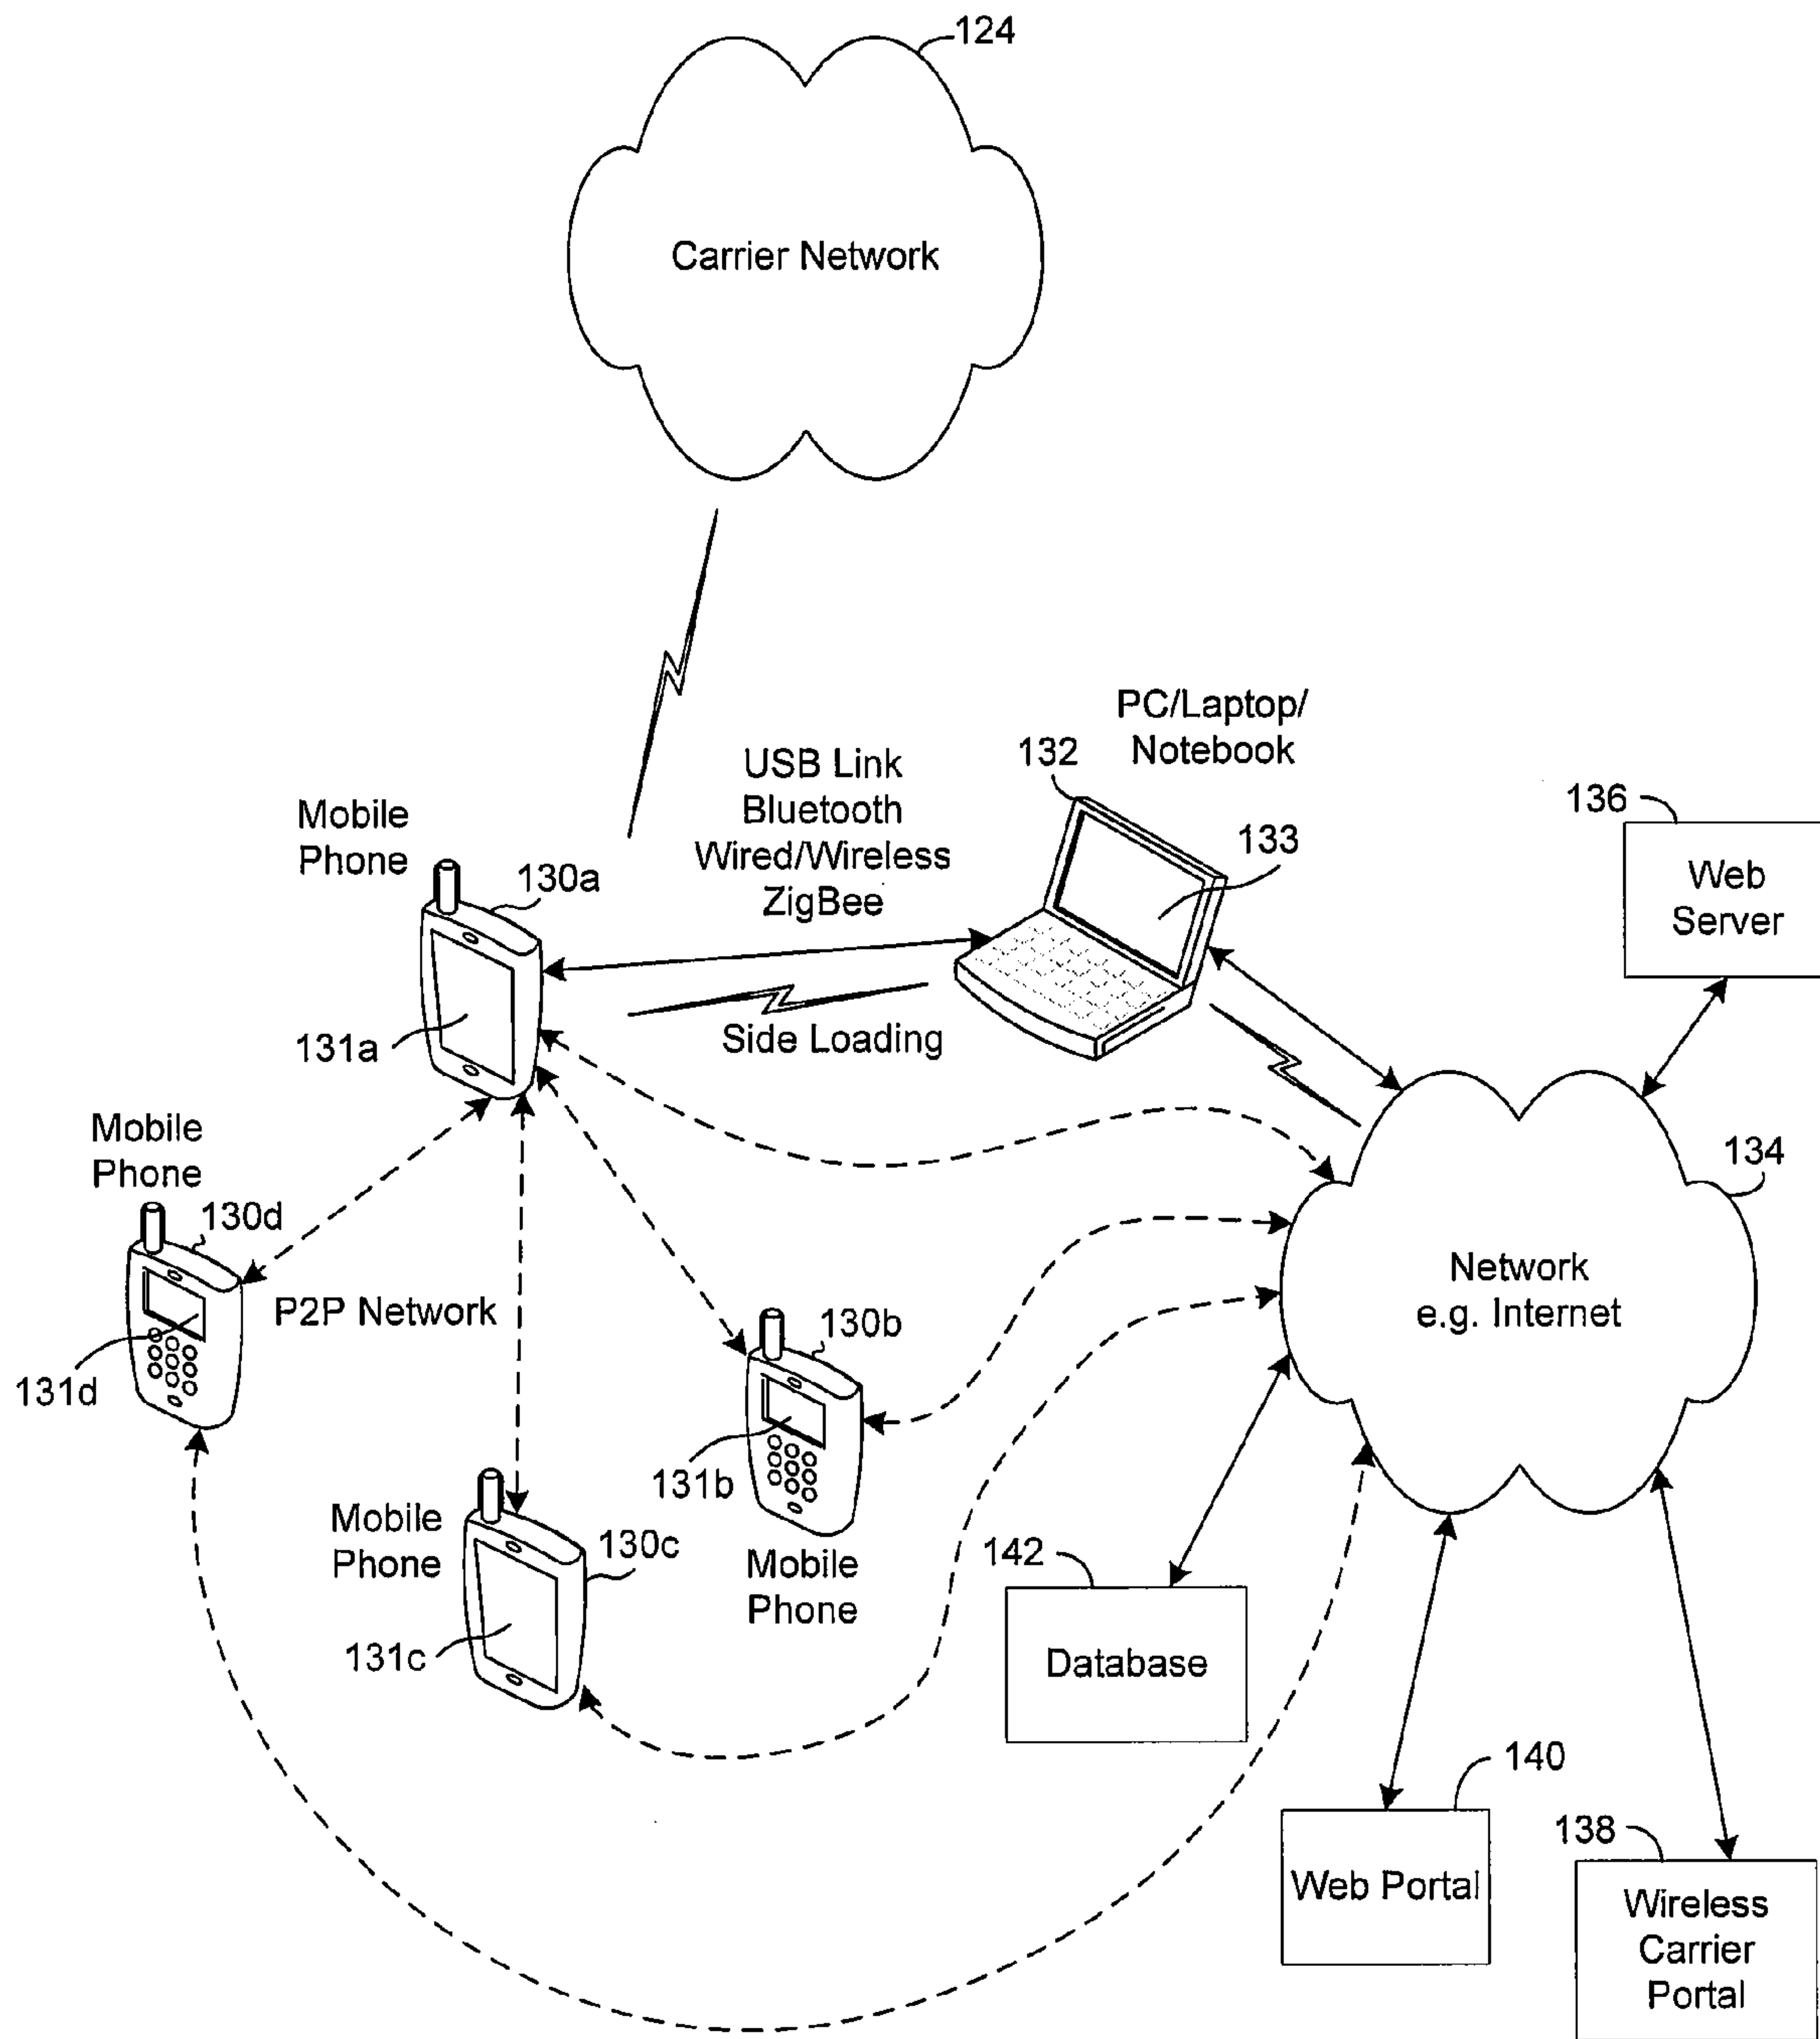 124
Carrier Network
PC/Laptop/
Notebook
132
133
USB Link
Bluetooth
Wired/Wireless
ZigBee
Mobile
Phone
130a
131a
Side Loading
136
Web
Server
134
Network
e.g. Internet
Mobile
Phone
130d
131d
P2P Network
130b
131b
Mobile
Phone
Mobile
Phone
130c
131c
142
Database
140
Web Portal
138
Wireless
Carrier
Portal